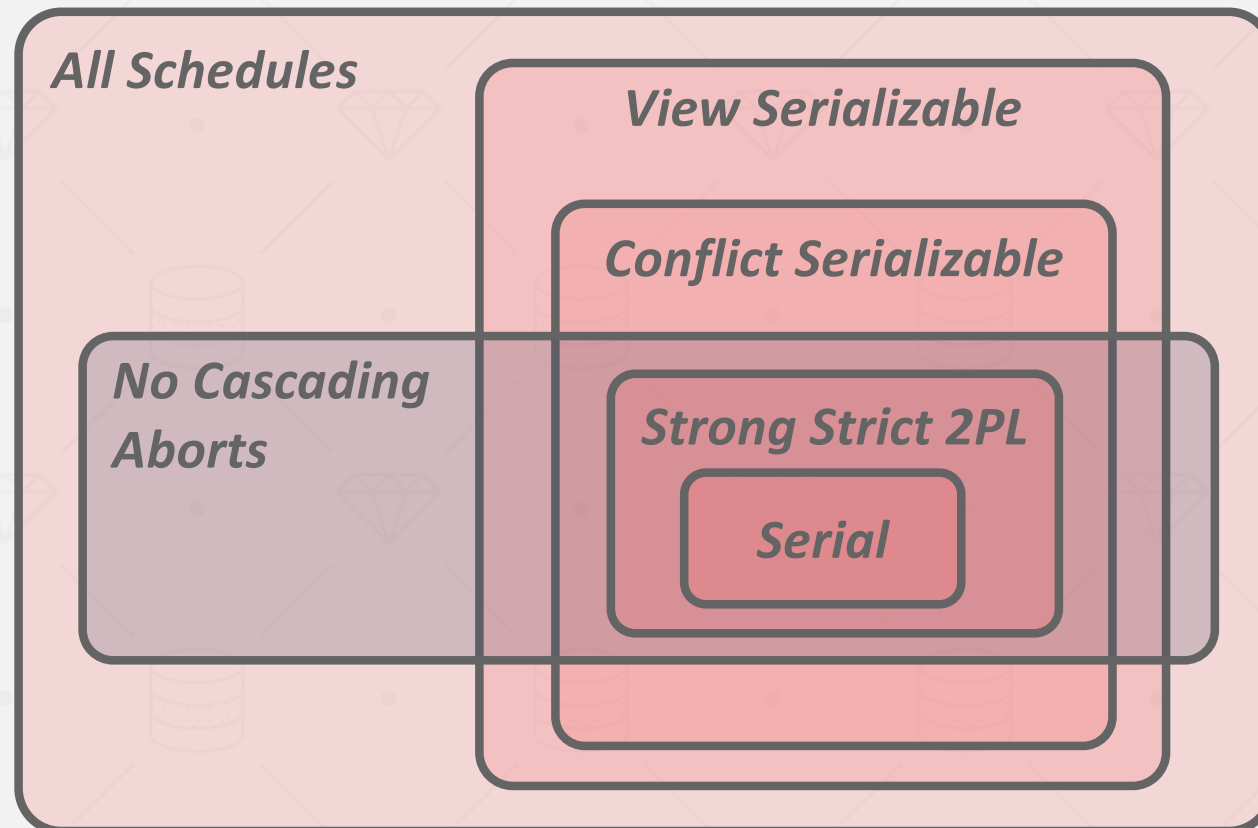 All Schedules
View Serializable
Conflict Serializable
No Cascading
Aborts
Strong Strict 2PL
Serial